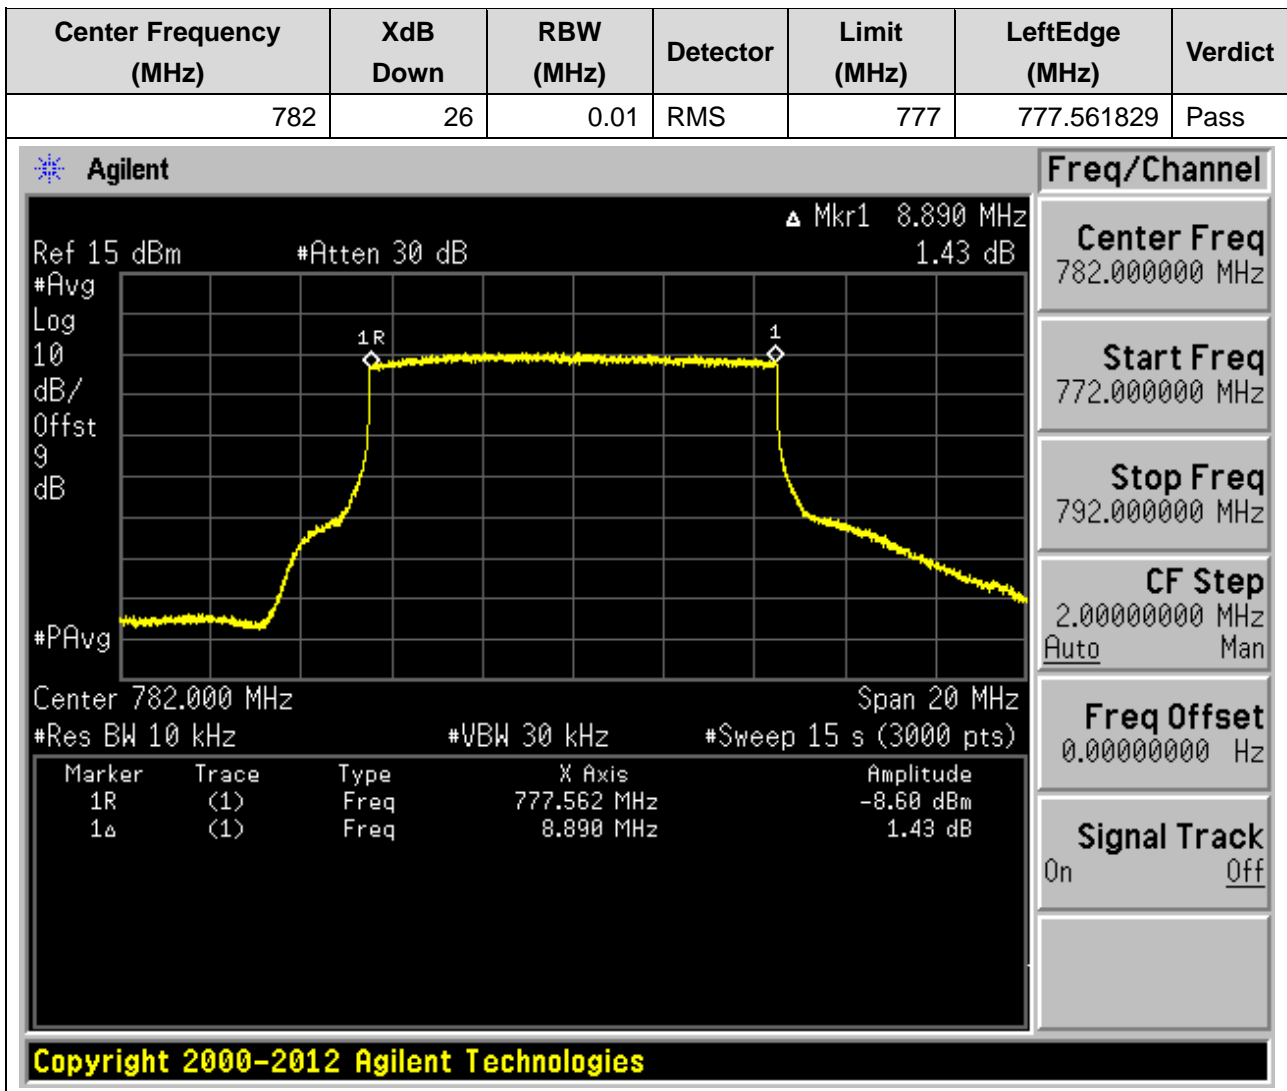 Center Frequency (MHz) XdB Down RBW (MHz) Detector Limit (MHz) LeftEdge (MHz) Verdict
782 26 0.01 RMS 777 777.561829 Pass
Agilent
Freq/Channel
Δ Mkr1 8.890 MHz
Ref 15 dBm #Atten 30 dB 1.43 dB
#Avg
Log
10
dB/
Offst
9
dB
#PAvg
1R
1
Center 782.000 MHz Span 20 MHz
#Res BW 10 kHz #VBW 30 kHz #Sweep 15 s (3000 pts)
Marker Trace Type X Axis Amplitude
1R (1) Freq 777.562 MHz -8.60 dBm
1Δ (1) Freq 8.890 MHz 1.43 dB
Center Freq
782.000000 MHz
Start Freq
772.000000 MHz
Stop Freq
792.000000 MHz
CF Step
2.00000000 MHz
Auto Man
Freq Offset
0.00000000 Hz
Signal Track
On Off
Copyright 2000-2012 Agilent Technologies